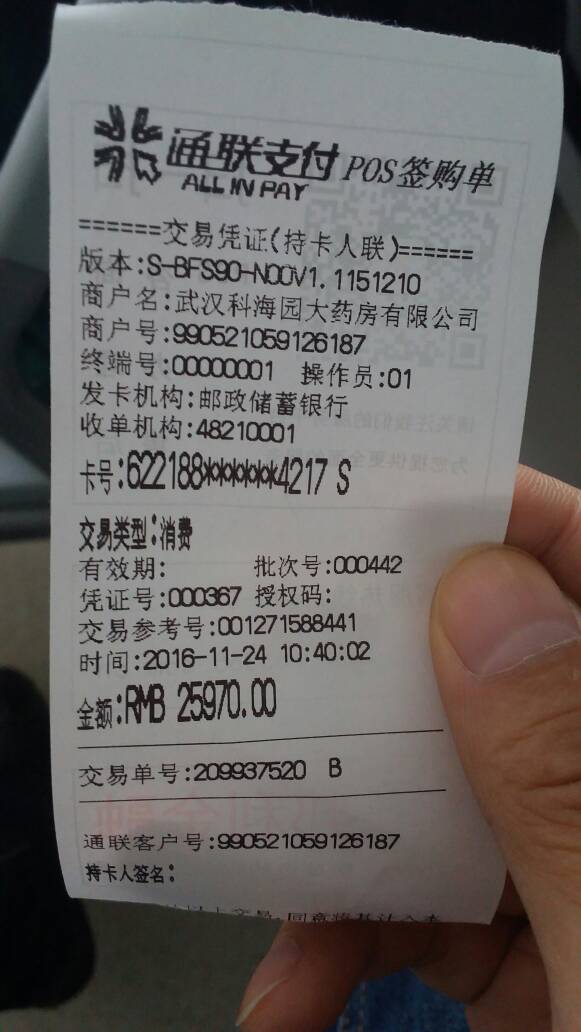 通联支付 POS签购单
ALL IN PAY
======交易凭证(持卡人联)======
版本:S-BFS90-N00V1.1151210
商户名:武汉科海园大药房有限公司
商户号:990521059126187
终端号:00000001 操作员:01
发卡机构:邮政储蓄银行
收单机构:48210001
卡号:622188******4217 S
交易类型:消费
有效期: 批次号:000442
凭证号:000367 授权码:
交易参考号:001271588441
时间:2016-11-24 10:40:02
金额:RMB 25970.00
交易单号:209937520 B
通联客户号:990521059126187
持卡人签名: